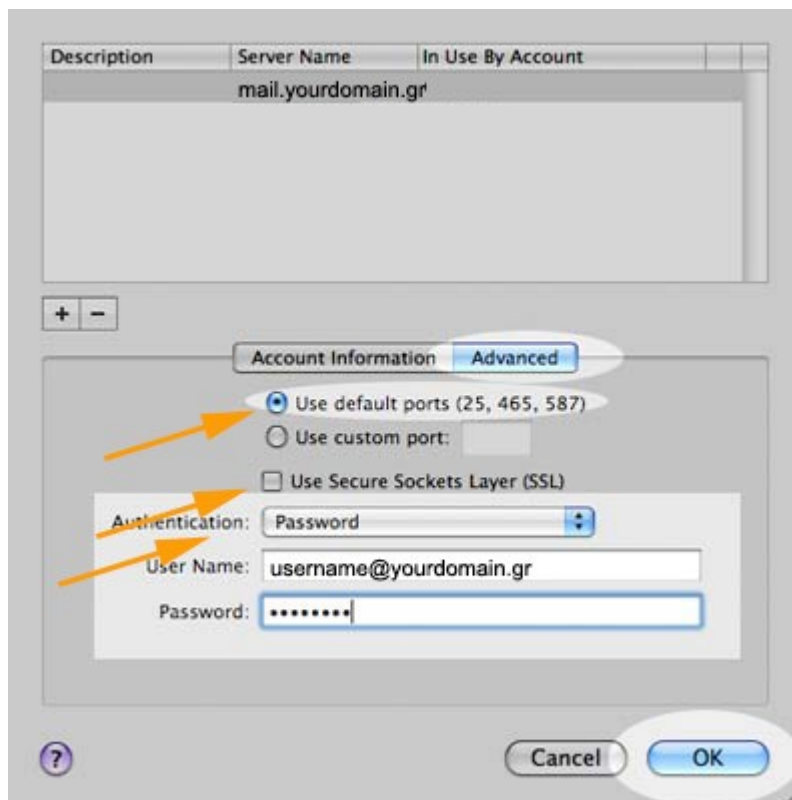 Description Server Name In Use By Account
mail.yourdomain.gr
+ −
Account Information Advanced
Use default ports (25, 465, 587)
Use custom port:
Use Secure Sockets Layer (SSL)
Authentication: Password
User Name: username@yourdomain.gr
Password: ••••••••
? Cancel OK